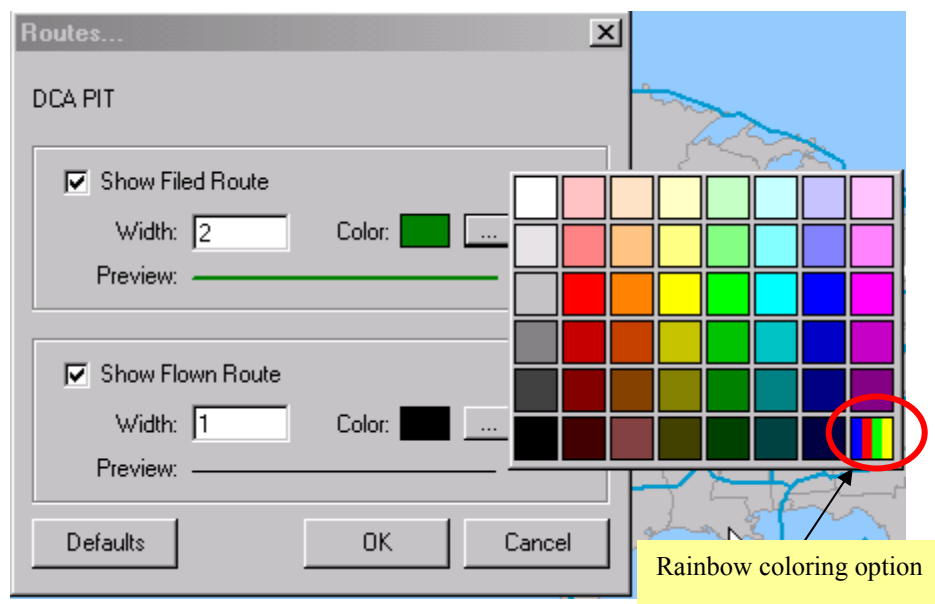 Routes...
DCA PIT
Show Filed Route
Width: 2 Color: ...
Preview:
Show Flown Route
Width: 1 Color: ...
Preview:
Defaults OK Cancel
Rainbow coloring option